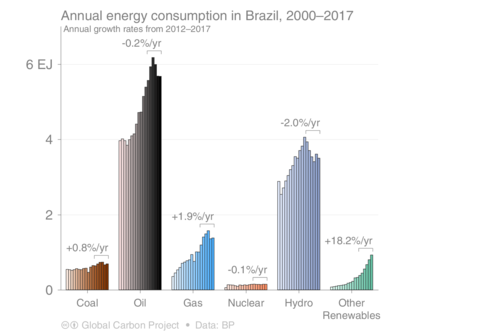 Annual energy consumption in Brazil, 2000–2017
Annual growth rates from 2012–2017
-0.2%/yr
6 EJ
4
-2.0%/yr
2
+1.9%/yr
+18.2%/yr
+0.8%/yr
-0.1%/yr
0
Coal Oil Gas Nuclear Hydro Other
Renewables
Global Carbon Project • Data: BP